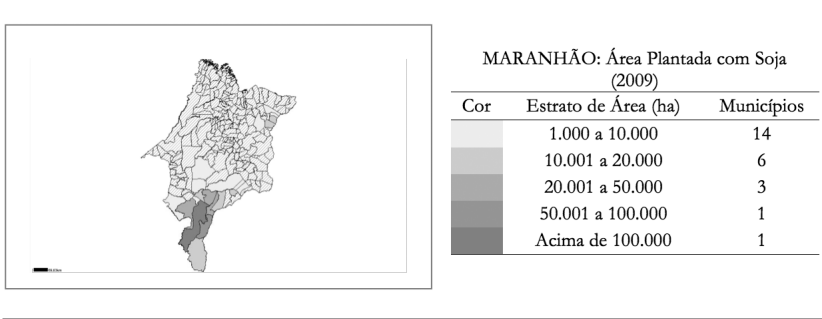 MARANHÃO: Área Plantada com Soja
(2009)
Cor Estrato de Área (ha) Municípios
1.000 a 10.000 14
10.001 a 20.000 6
20.001 a 50.000 3
50.001 a 100.000 1
Acima de 100.000 1